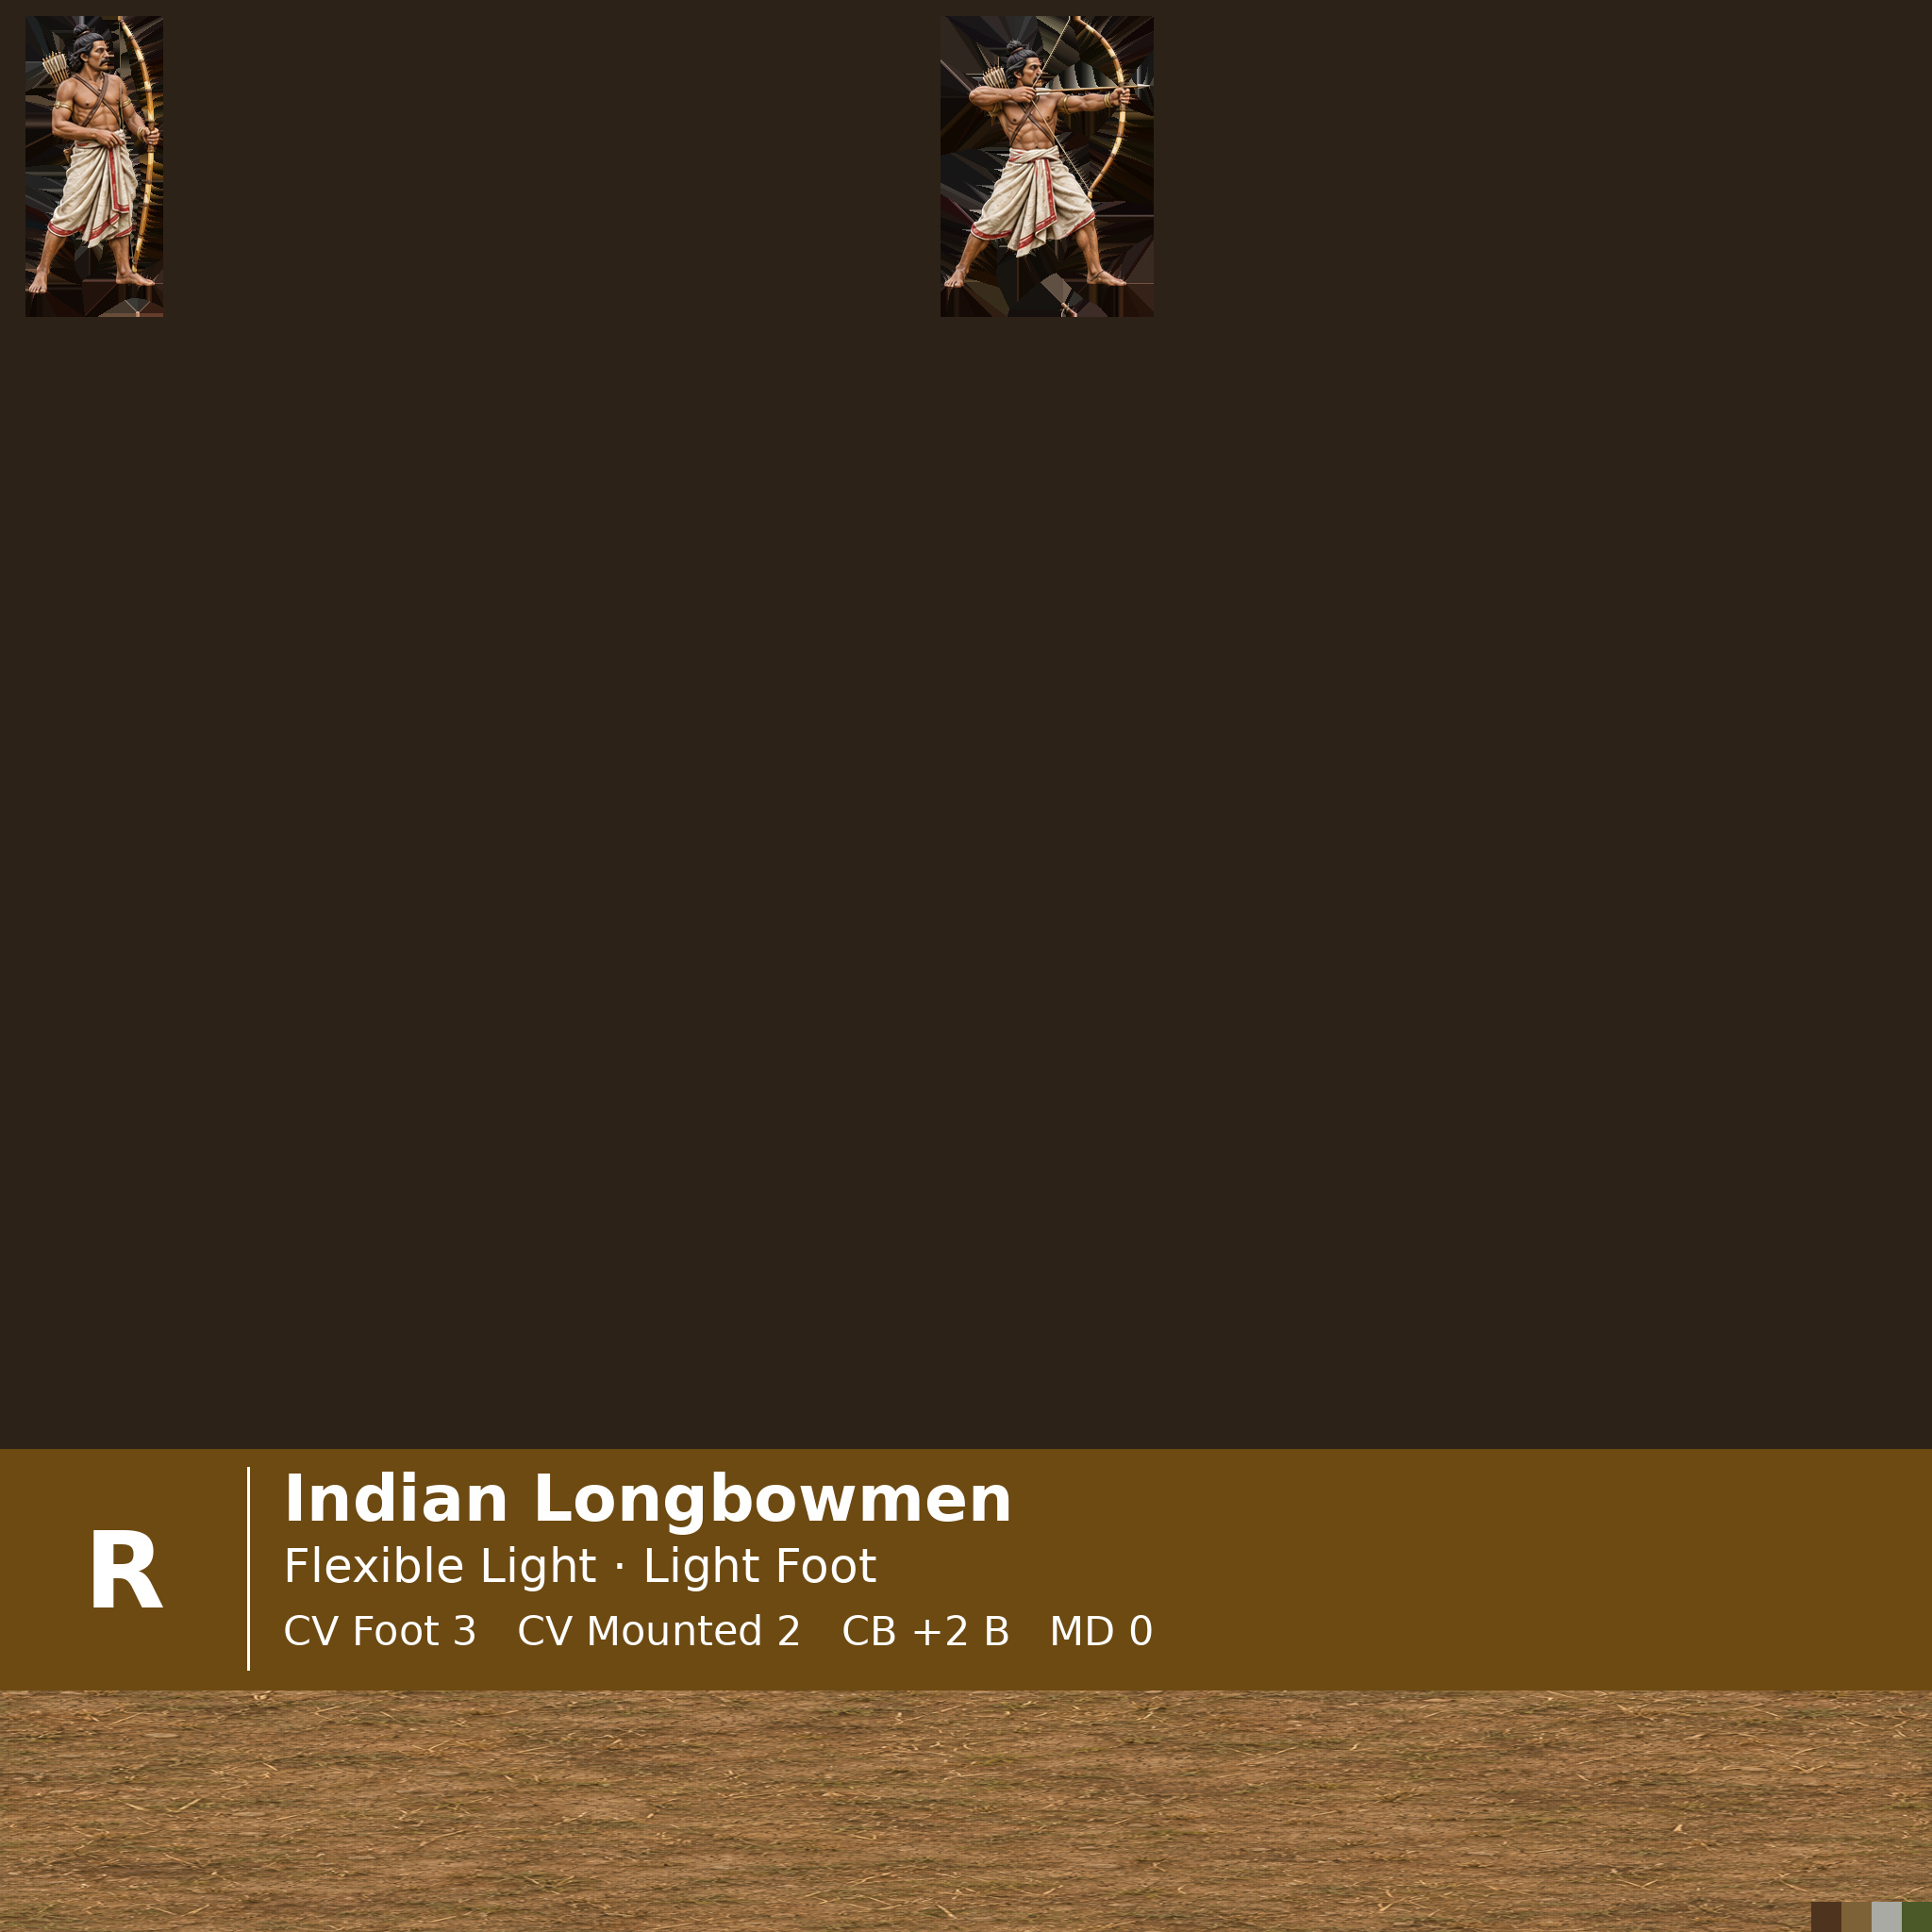 R
Indian Longbowmen
Flexible Light · Light Foot
CV Foot 3 CV Mounted 2 CB +2 B MD 0